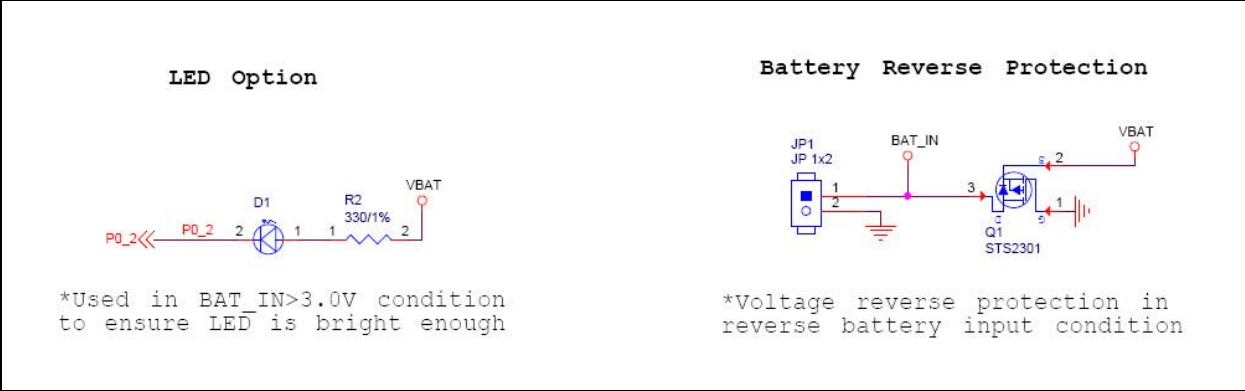 LED Option
VBAT
D1
R2
330/1%
P0_2
P0_2
2
1
1
2
*Used in BAT_IN>3.0V condition
to ensure LED is bright enough
Battery Reverse Protection
JP1
JP 1x2
BAT_IN
VBAT
S
2
1
2
3
1
D
G
Q1
STS2301
*Voltage reverse protection in
reverse battery input condition